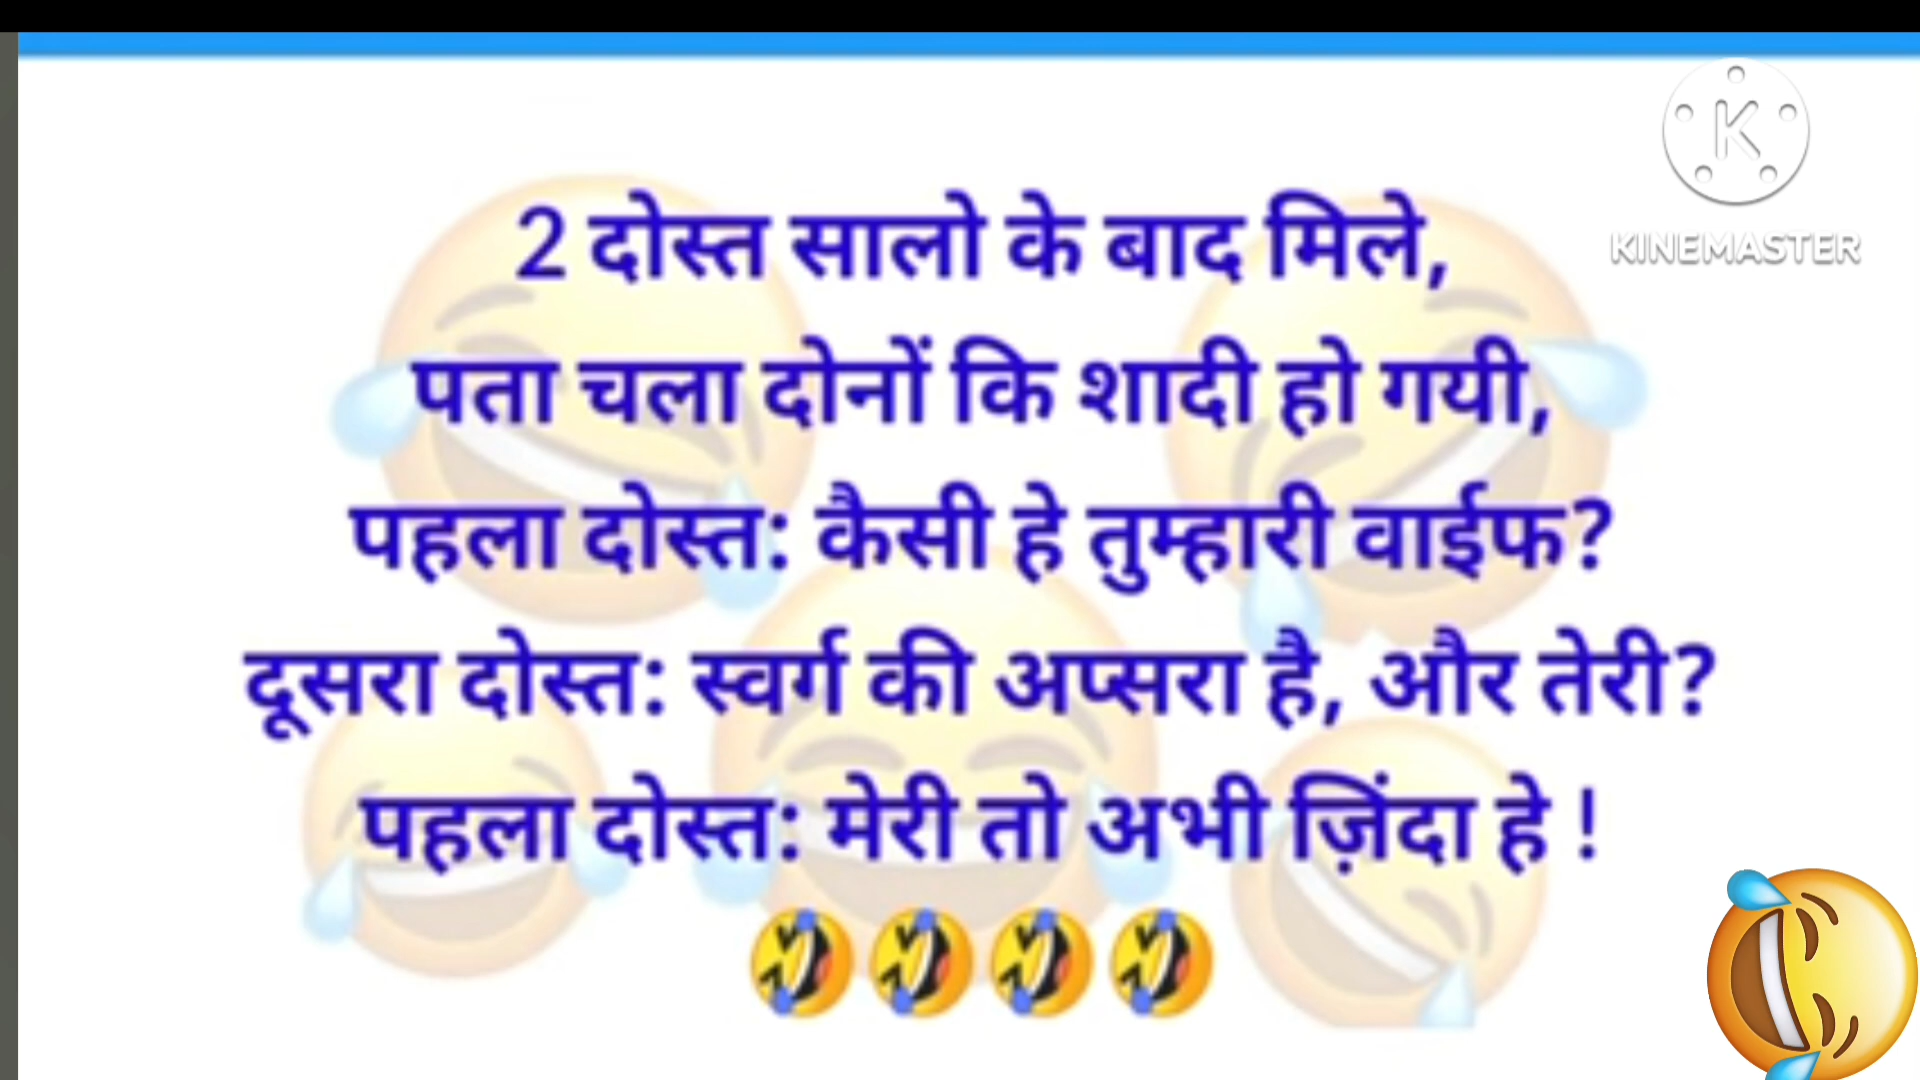 2 दोस्त सालो के बाद मिले,
पता चला दोनों कि शादी हो गयी,
पहला दोस्त: कैसी हे तुम्हारी वाईफ?
दूसरा दोस्त: स्वर्ग की अप्सरा है, और तेरी?
पहला दोस्त: मेरी तो अभी ज़िंदा हे !
🤣🤣🤣🤣
K
KINEMASTER